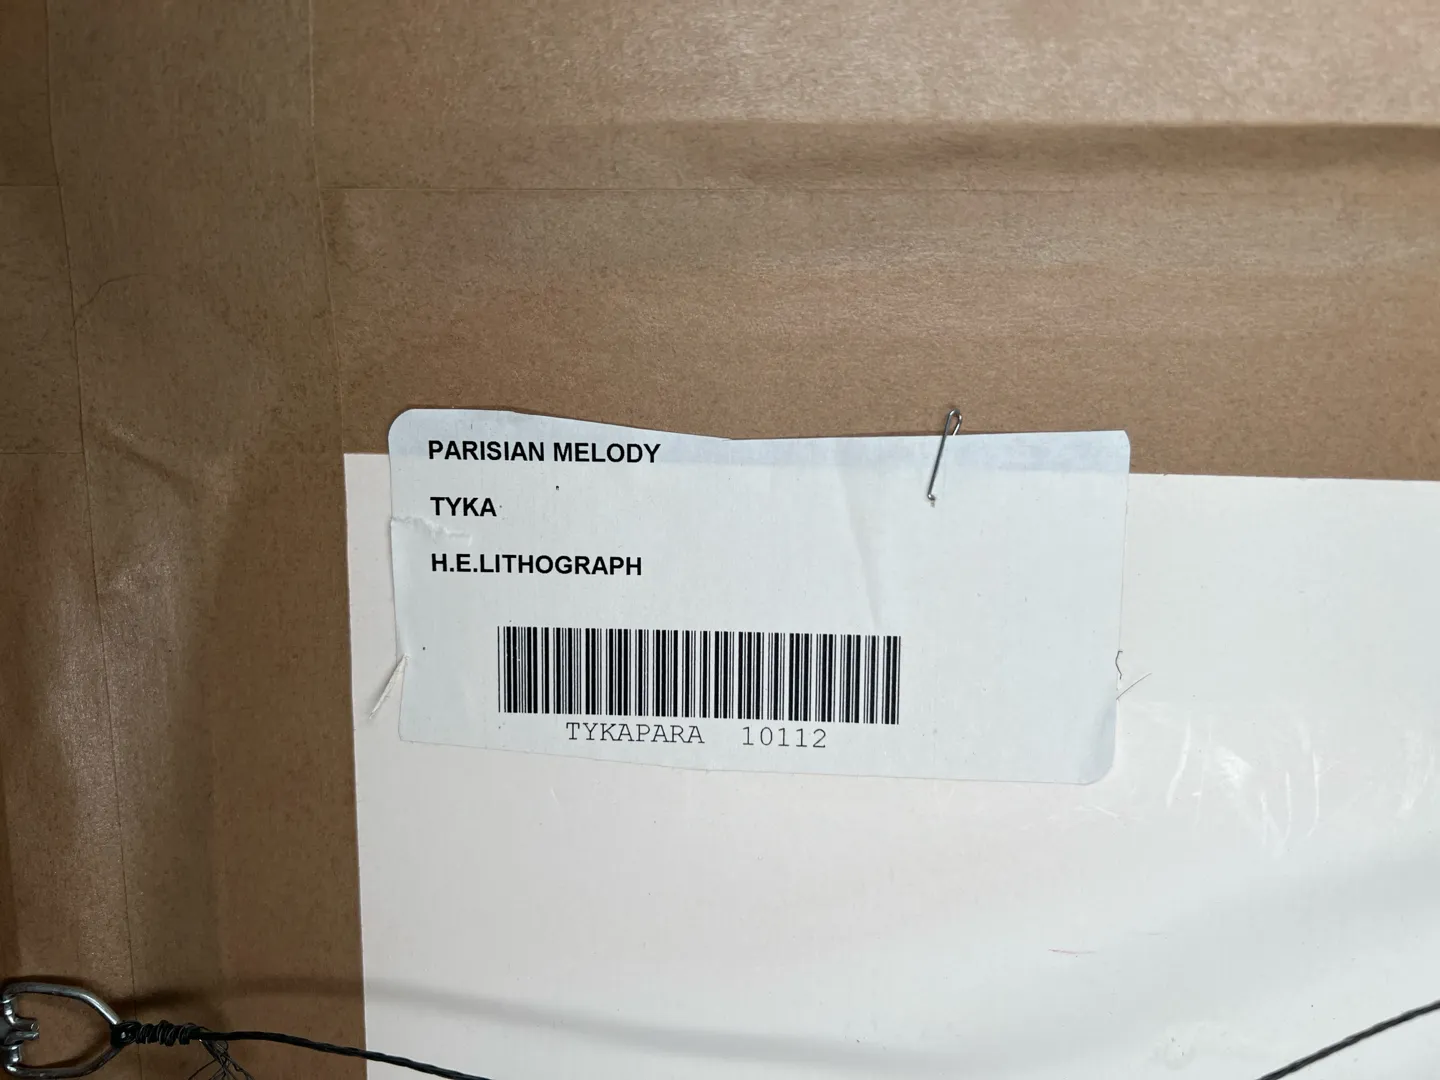 PARISIAN MELODY
TYKA
H.E.LITHOGRAPH
TYKAPARA 10112